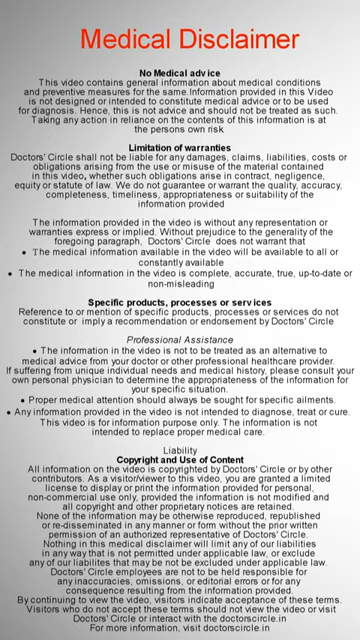 Medical Disclaimer
No Medical advice
This video contains general information about medical conditions
and preventive measures for the same.Information provided in this Video
is not designed or intended to constitute medical advice or to be used
for diagnosis. Hence, this is not advice and should not be treated as such.
Taking any action in reliance on the contents of this information is at
the persons own risk.
Limitation of warranties
Doctors' Circle shall not be liable for any damages, claims, liabilities, costs or
obligations arising from the use or misuse of the material contained
in this video, whether such obligations arise in contract, negligence,
equity or statute of law. We do not guarantee or warrant the quality, accuracy,
completeness, timeliness, appropriateness or suitability of the
information provided
The information provided in the video is without any representation or
warranties express or implied. Without prejudice to the generality of the
foregoing paragraph, Doctors' Circle does not warrant that
• The medical information available in the video will be available to all or
constantly available
• The medical information in the video is complete, accurate, true, up-to-date or
non-misleading
Specific products, processes or services
Reference to or mention of specific products, processes or services do not
constitute or imply a recommendation or endorsement by Doctors' Circle
Professional Assistance
• The information in the video is not to be treated as an alternative to
medical advice from your doctor or other professional healthcare provider.
If suffering from unique individual needs and medical history, please consult your
own personal physician to determine the appropriateness of the information for
your specific situation.
• Proper medical attention should always be sought for specific ailments.
• Any information provided in the video is not intended to diagnose, treat or cure.
This video is for information purpose only. The information is not
intended to replace proper medical care.
Liability
Copyright and Use of Content
All information on the video is copyrighted by Doctors' Circle or by other
contributors. As a visitor/viewer to this video, you are granted a limited
license to display or print the information provided for personal,
non-commercial use only, provided the information is not modified and
all copyright and other proprietary notices are retained.
None of the information may be otherwise reproduced, republished
or re-disseminated in any manner or form without the prior written
permission of an authorized representative of Doctor's Circle.
Nothing in this medical disclaimer will limit any of our liabilities
in any way that is not permitted under applicable law, or exclude
any of our liabilites that may be not be excluded under applicable law.
Doctors' Circle employees are not to be held responsible for
any inaccuracies, omissions, or editorial errors or for any
consequence resulting from the information provided.
By continuing to view the video, visitors indicate acceptance of these terms.
Visitors who do not accept these terms should not view the video or visit
Doctors' Circle or interact with the doctorscircle.in
For more information, visit doctorscircle.in